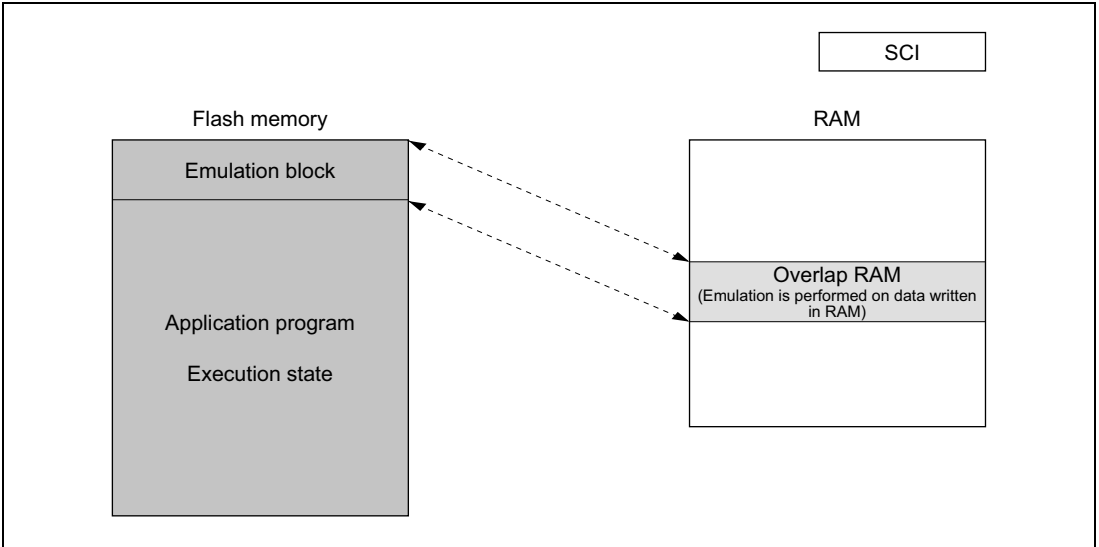 SCI
Flash memory
RAM
Emulation block
Application program
Execution state
Overlap RAM
(Emulation is performed on data written
in RAM)